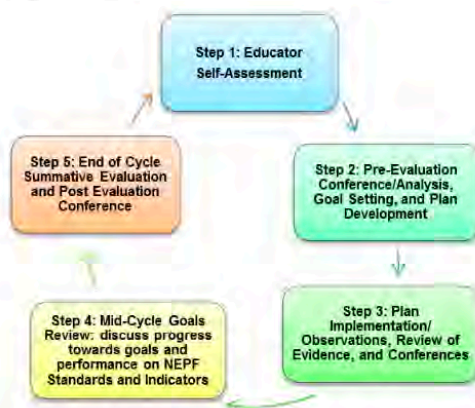 Step 1: Educator
Self-Assessment
Step 2: Pre-Evaluation
Conference/Analysis,
Goal Setting, and Plan
Development
Step 3: Plan
Implementation/
Observations, Review of
Evidence, and Conferences
Step 4: Mid-Cycle Goals
Review: discuss progress
towards goals and
performance on NEPF
Standards and Indicators
Step 5: End of Cycle
Summative Evaluation
and Post Evaluation
Conference